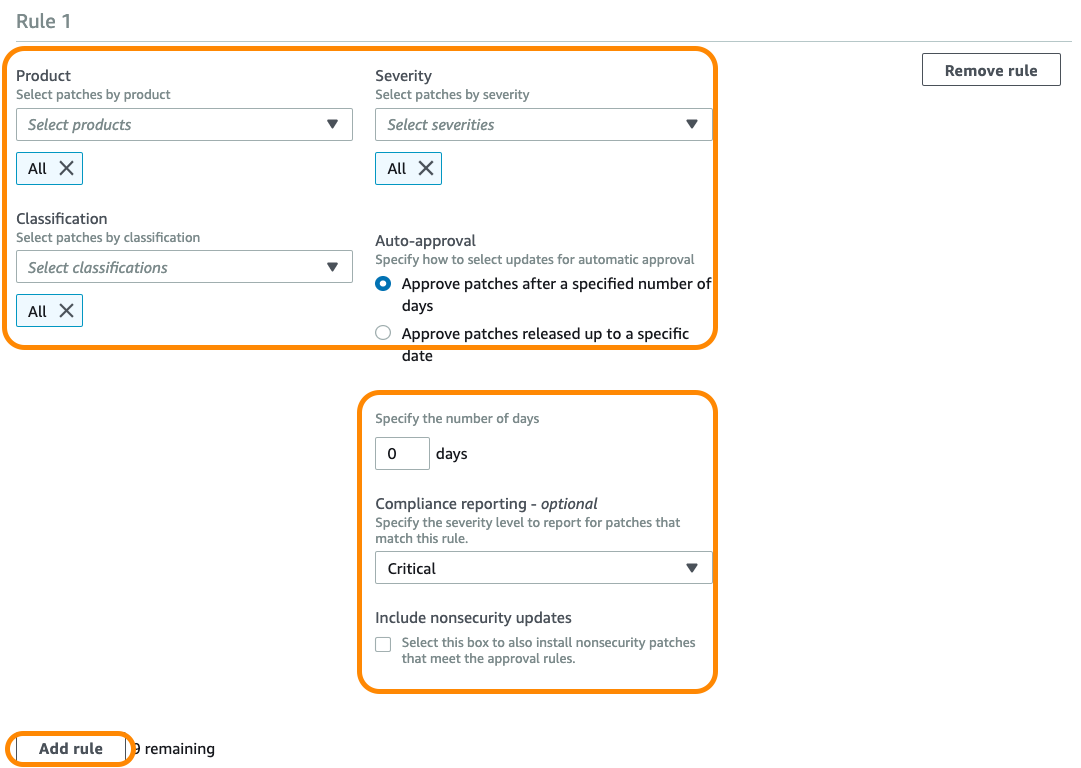 Rule 1
Remove rule
Product
Select patches by product
Select products
All
Severity
Select patches by severity
Select severities
All
Classification
Select patches by classification
Select classifications
All
Auto-approval
Specify how to select updates for automatic approval
Approve patches after a specified number of
days
Approve patches released up to a specific
date
Specify the number of days
0 days
Compliance reporting - optional
Specify the severity level to report for patches that
match this rule.
Critical
Include nonsecurity updates
Select this box to also install nonsecurity patches
that meet the approval rules.
Add rule 9 remaining